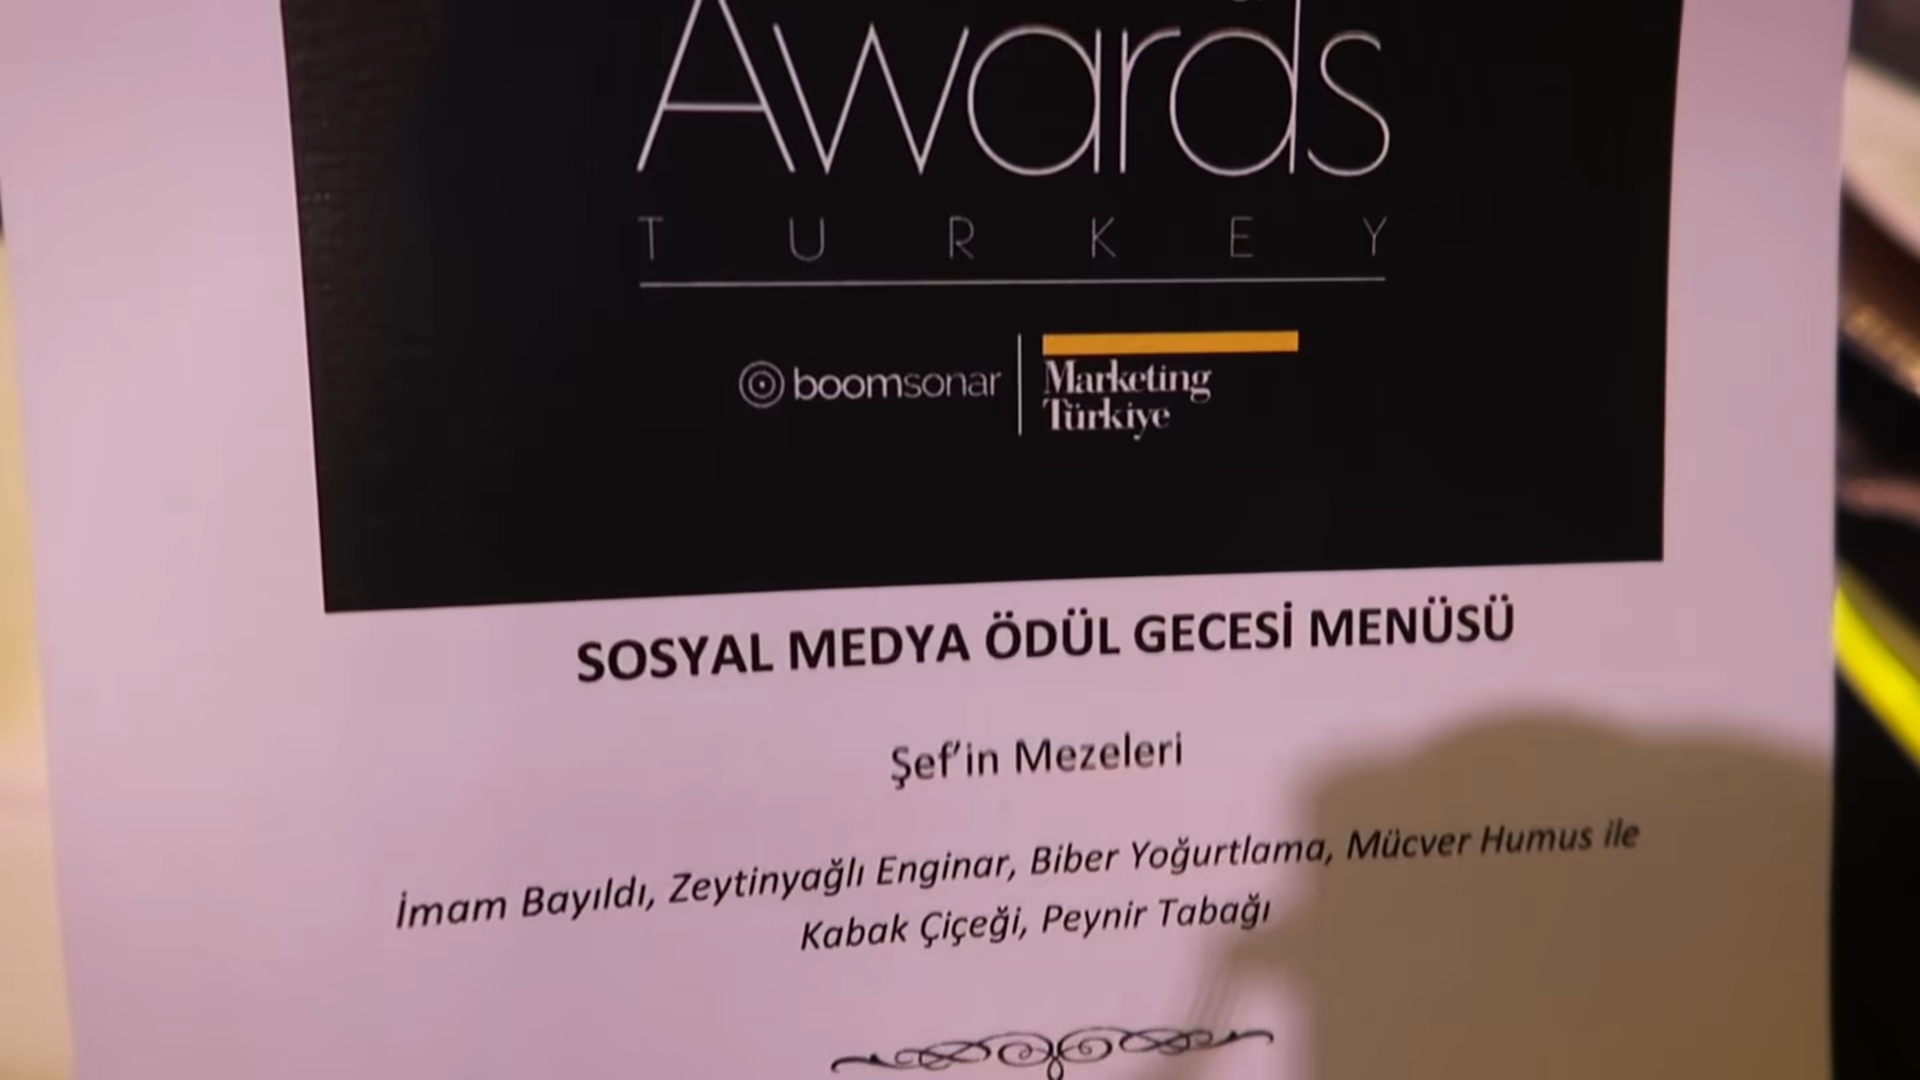 Awards
TURKEY
boomsonar
Marketing
Türkiye
SOSYAL MEDYA ÖDÜL GECESİ MENÜSÜ
Şef'in Mezeleri
İmam Bayıldı, Zeytinyağlı Enginar, Biber Yoğurtlama, Mücver Humus ile
Kabak Çiçeği, Peynir Tabağı